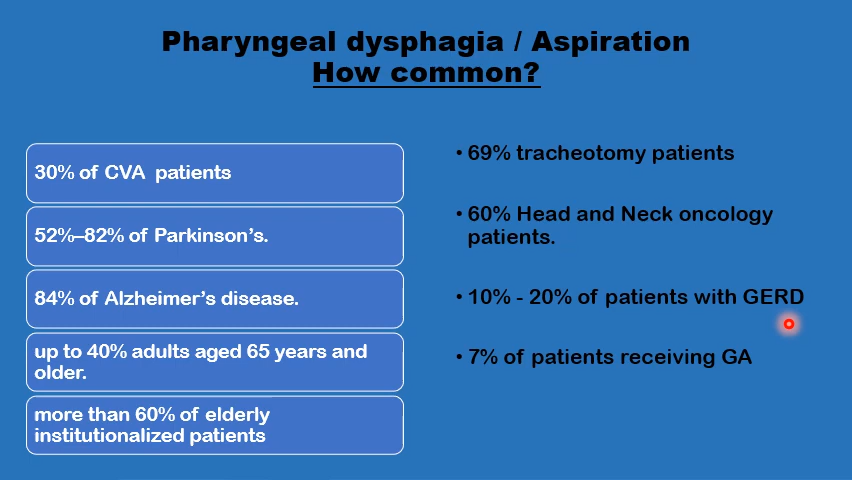 Pharyngeal dysphagia / Aspiration
How common?
30% of CVA patients
52%–82% of Parkinson's.
84% of Alzheimer's disease.
up to 40% adults aged 65 years and
older.
more than 60% of elderly
institutionalized patients
• 69% tracheotomy patients
• 60% Head and Neck oncology
patients.
• 10% - 20% of patients with GERD
• 7% of patients receiving GA